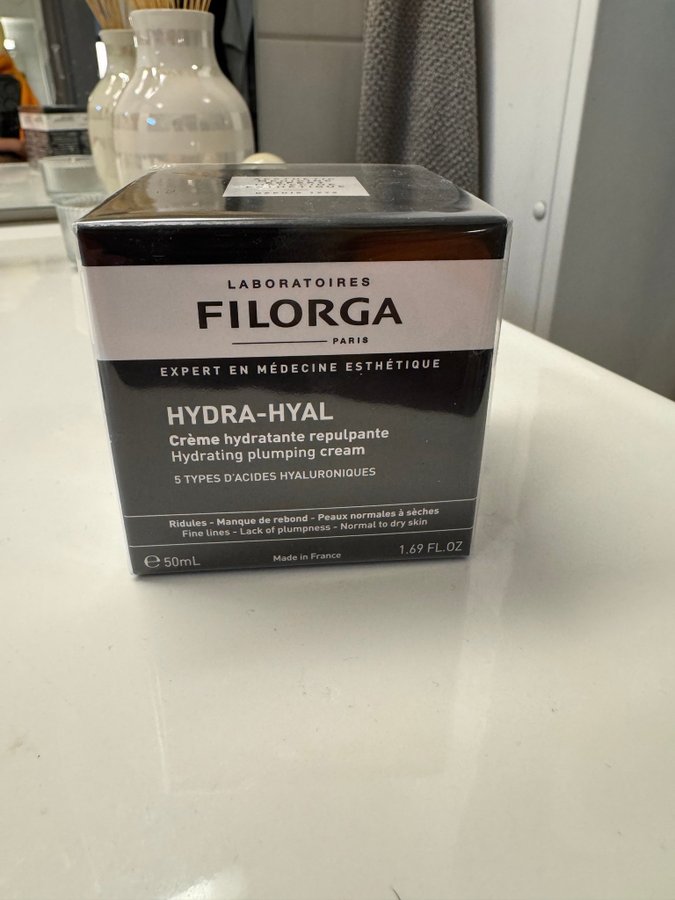 DEPUIS 1978
LABORATOIRES
FILORGA
PARIS
EXPERT EN MÉDECINE ESTHÉTIQUE
HYDRA-HYAL
Crème hydratante repulpante
Hydrating plumping cream
5 TYPES D'ACIDES HYALURONIQUES
Ridules - Manque de rebond - Peaux normales à sèches
Fine lines - Lack of plumpness - Normal to dry skin
℮ 50mL Made in France 1.69 FL.OZ